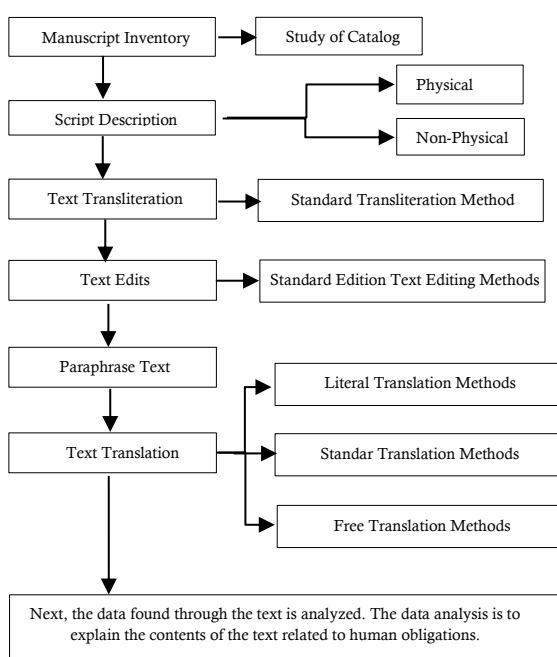 Manuscript Inventory
Study of Catalog
Script Description
Physical
Non-Physical
Text Transliteration
Standard Transliteration Method
Text Edits
Standard Edition Text Editing Methods
Paraphrase Text
Literal Translation Methods
Text Translation
Standar Translation Methods
Free Translation Methods
Next, the data found through the text is analyzed. The data analysis is to
explain the contents of the text related to human obligations.